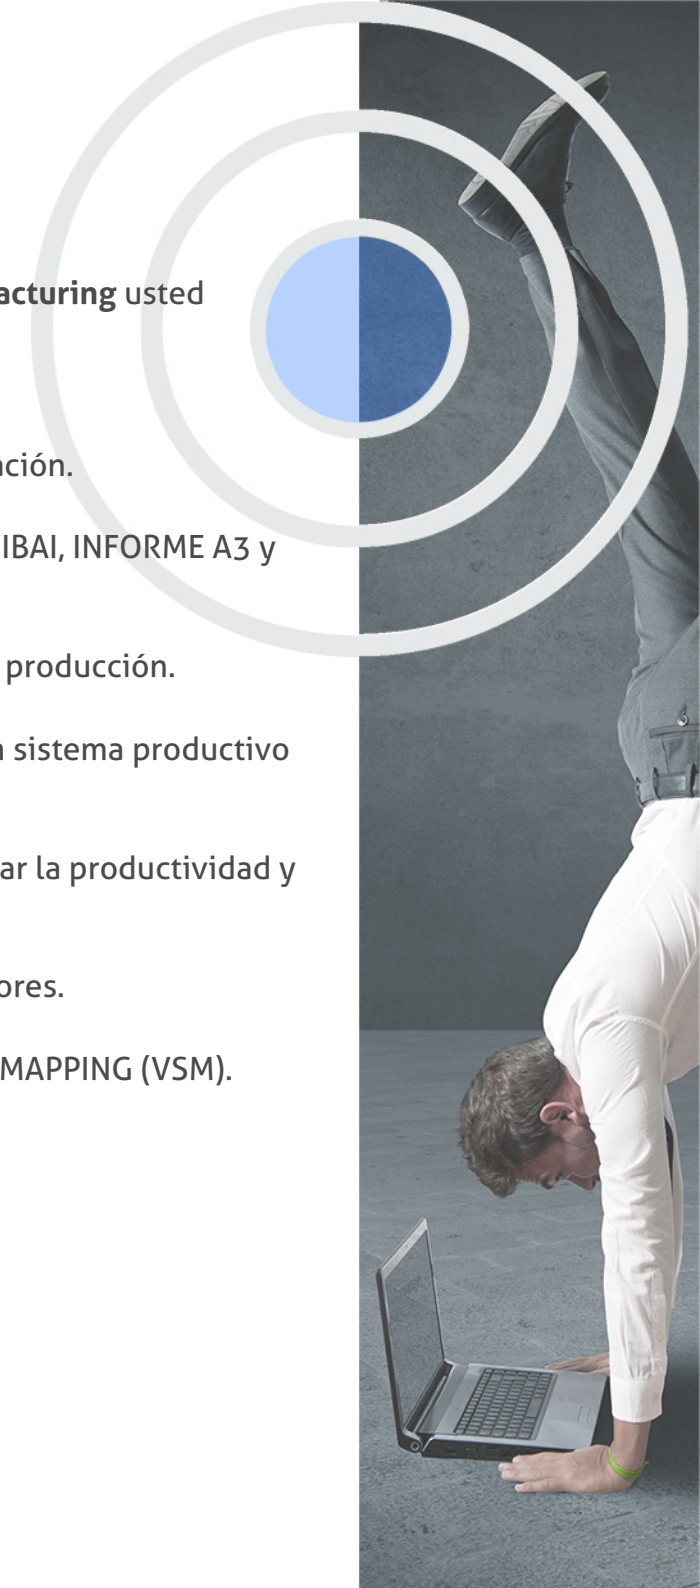 acturing usted
ación.
IBAI, INFORME A3 y
producción.
sistema productivo
ar la productividad y
ores.
MAPPING (VSM).